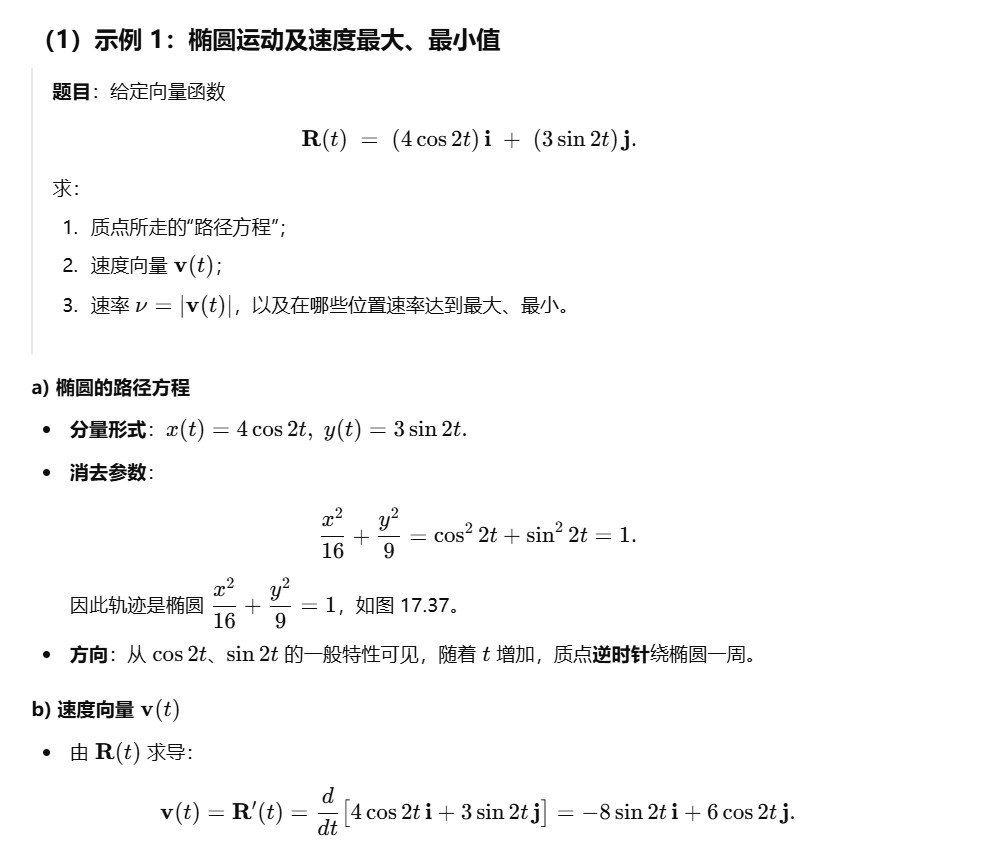 （1）示例 1：椭圆运动及速度最大、最小值
题目：给定向量函数
R(t) = (4 cos 2t) i + (3 sin 2t) j.
求：
1. 质点所走的“路径方程”；
2. 速度向量 v(t)；
3. 速率 ν = |v(t)|，以及在哪些位置速率达到最大、最小。
a) 椭圆的路径方程
• 分量形式：x(t) = 4 cos 2t, y(t) = 3 sin 2t.
• 消去参数：
x²/16 + y²/9 = cos² 2t + sin² 2t = 1.
因此轨迹是椭圆 x²/16 + y²/9 = 1，如图 17.37。
• 方向：从 cos 2t、sin 2t 的一般特性可见，随着 t 增加，质点逆时针绕椭圆一周。
b) 速度向量 v(t)
• 由 R(t) 求导：
v(t) = R′(t) = d/dt [4 cos 2t i + 3 sin 2t j] = −8 sin 2t i + 6 cos 2t j.